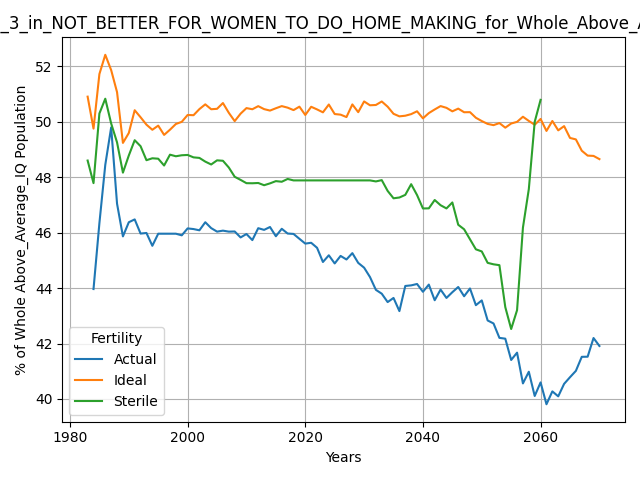 _3_in_NOT_BETTER_FOR_WOMEN_TO_DO_HOME_MAKING_for_Whole_Above_A
% of Whole Above_Average_IQ Population
52
50
48
46
44
42
40
Fertility
Actual
Ideal
Sterile
1980
2000
2020
2040
2060
Years